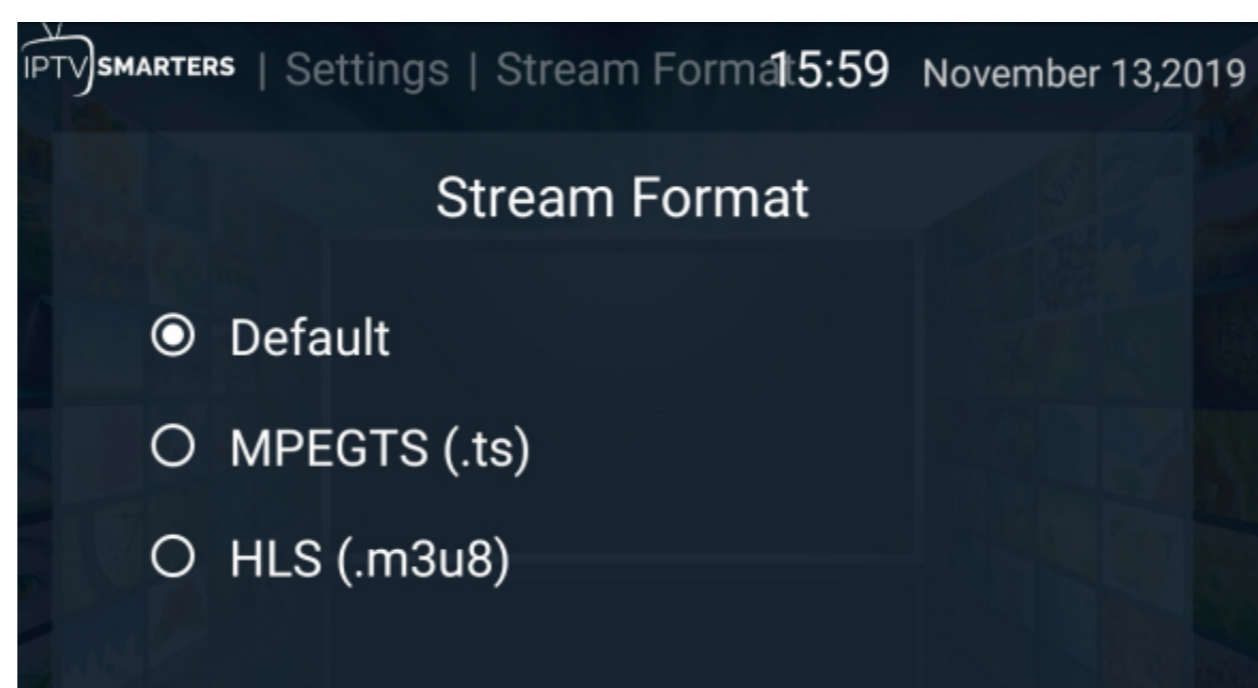 IPTV SMARTERS | Settings | Stream Format 15:59 November 13,2019
Stream Format
Default
MPEGTS (.ts)
HLS (.m3u8)